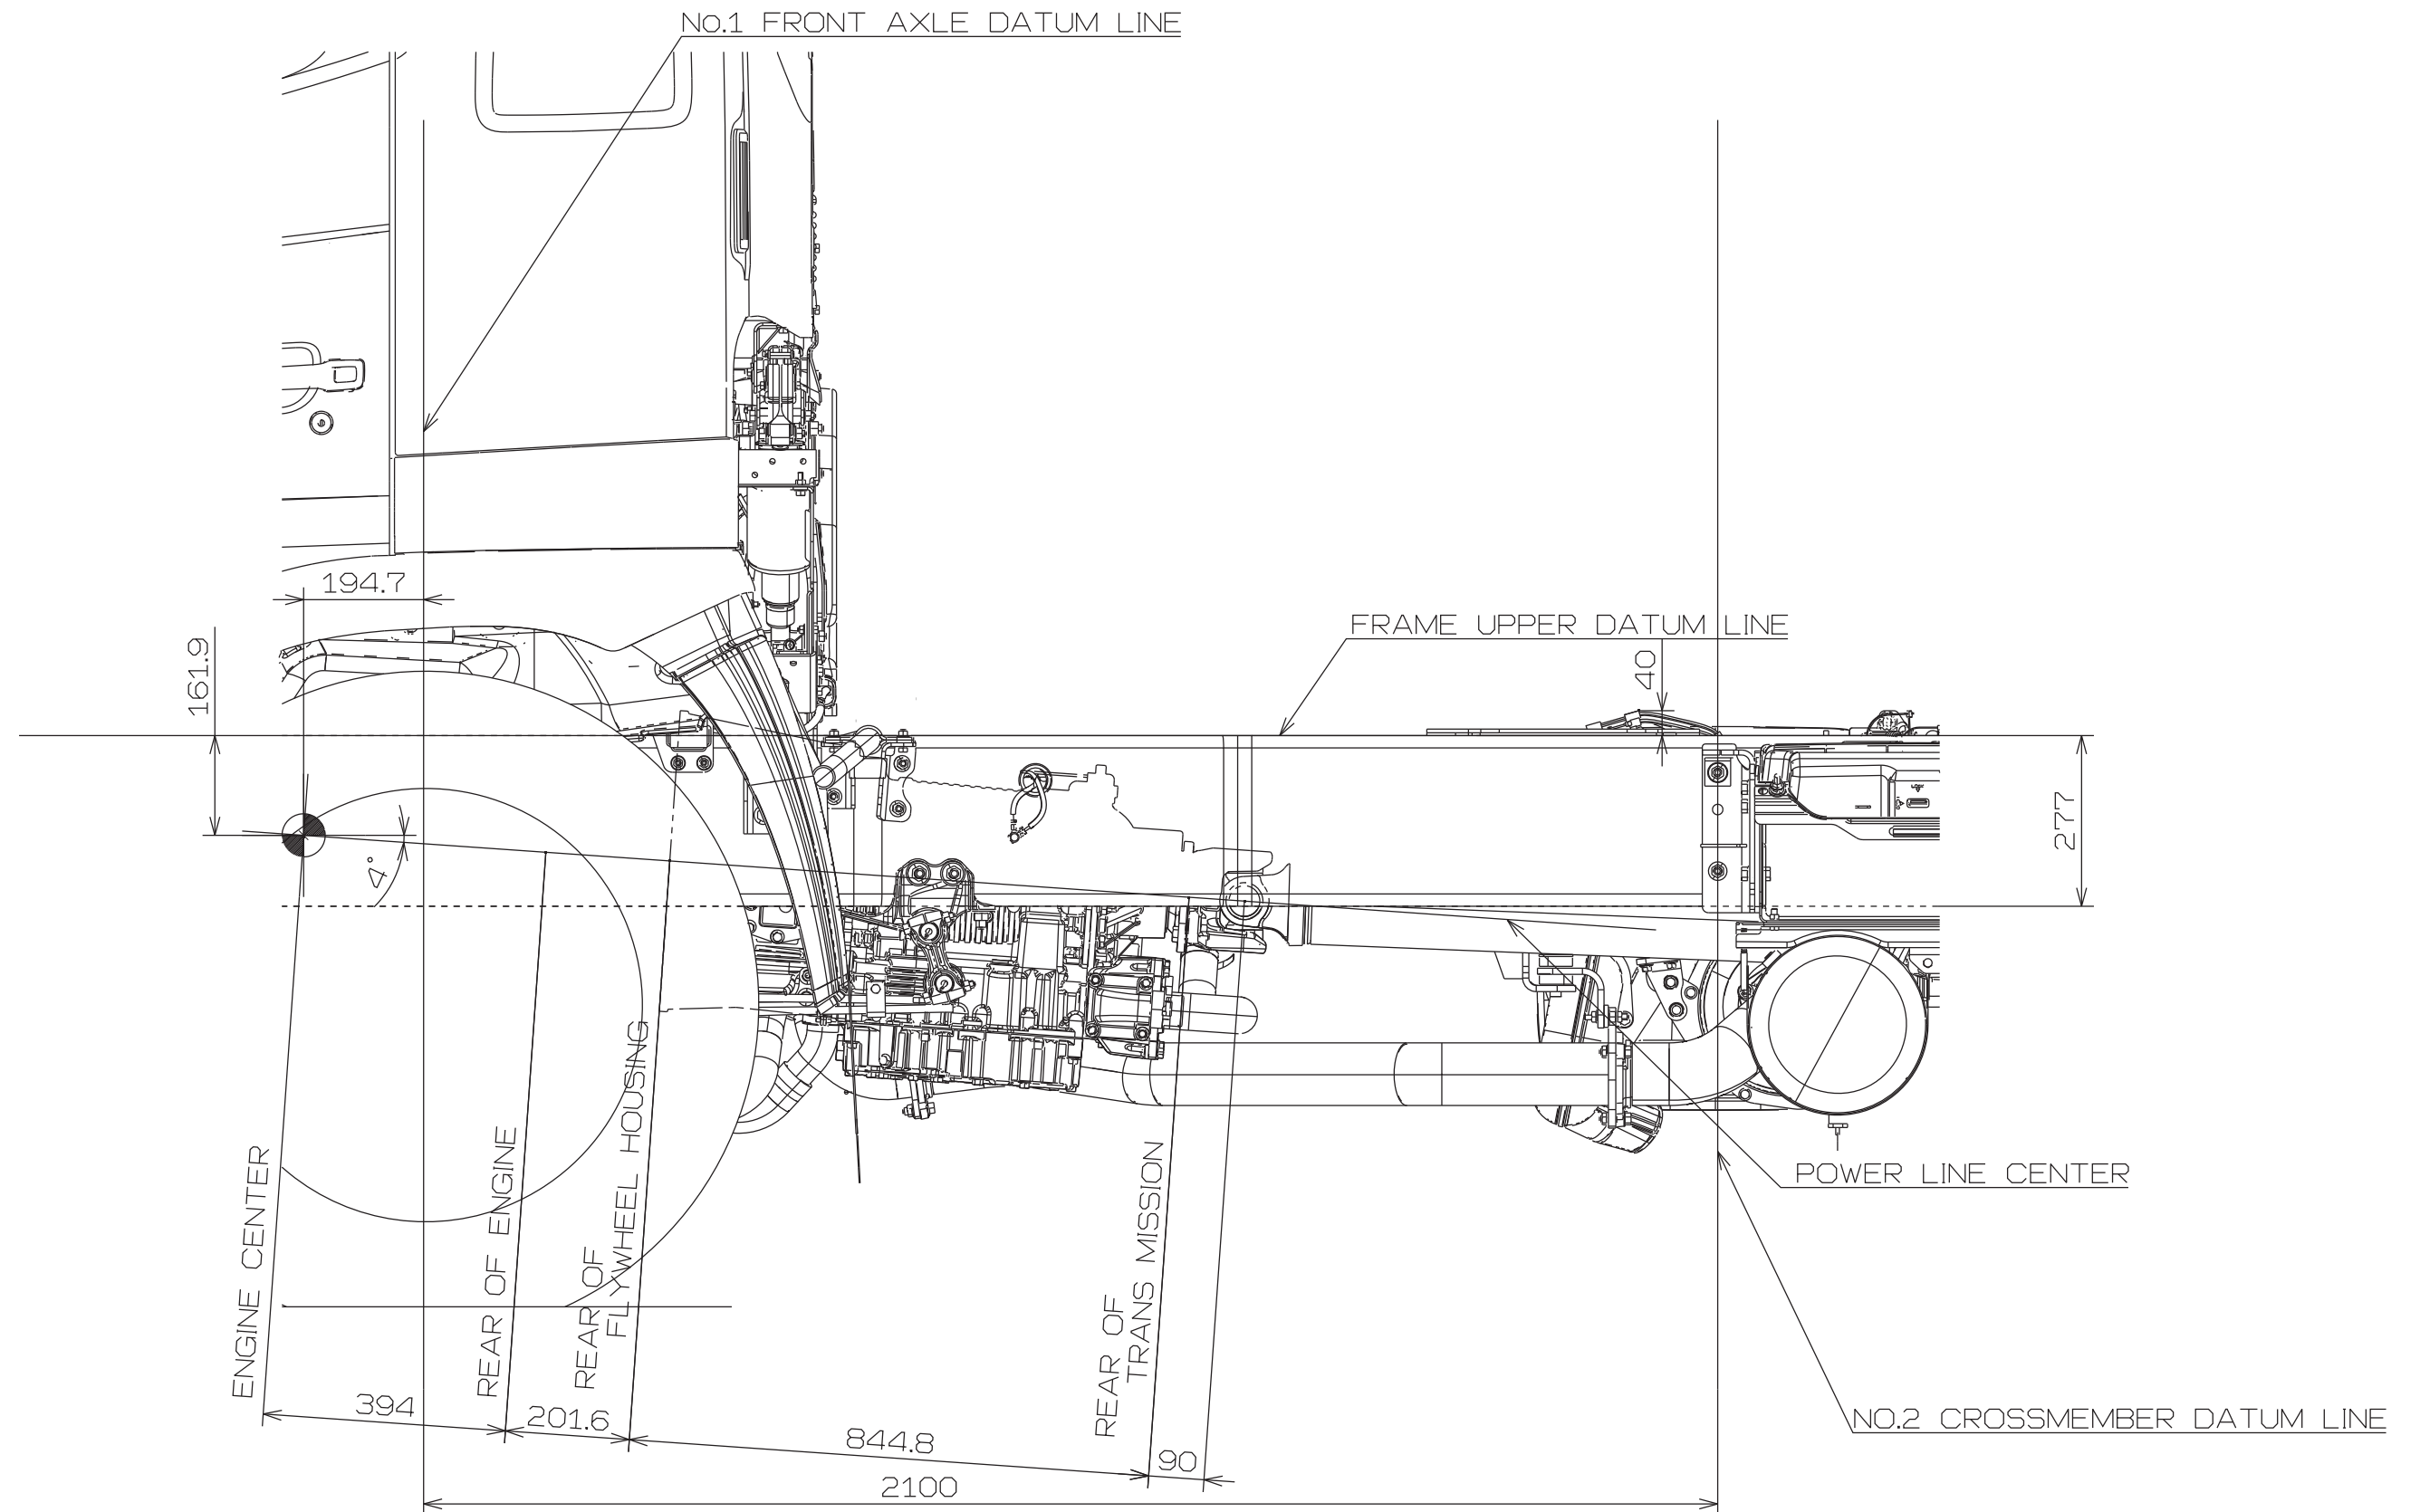 No.1 FRONT AXLE DATUM LINE
194.7
161.9
FRAME UPPER DATUM LINE
40
277
4°
POWER LINE CENTER
ENGINE CENTER
REAR OF ENGINE
REAR OF
FLYWHEEL HOUSING
REAR OF
TRANS MISSION
394
201.6
844.8
90
2100
NO.2 CROSSMEMBER DATUM LINE